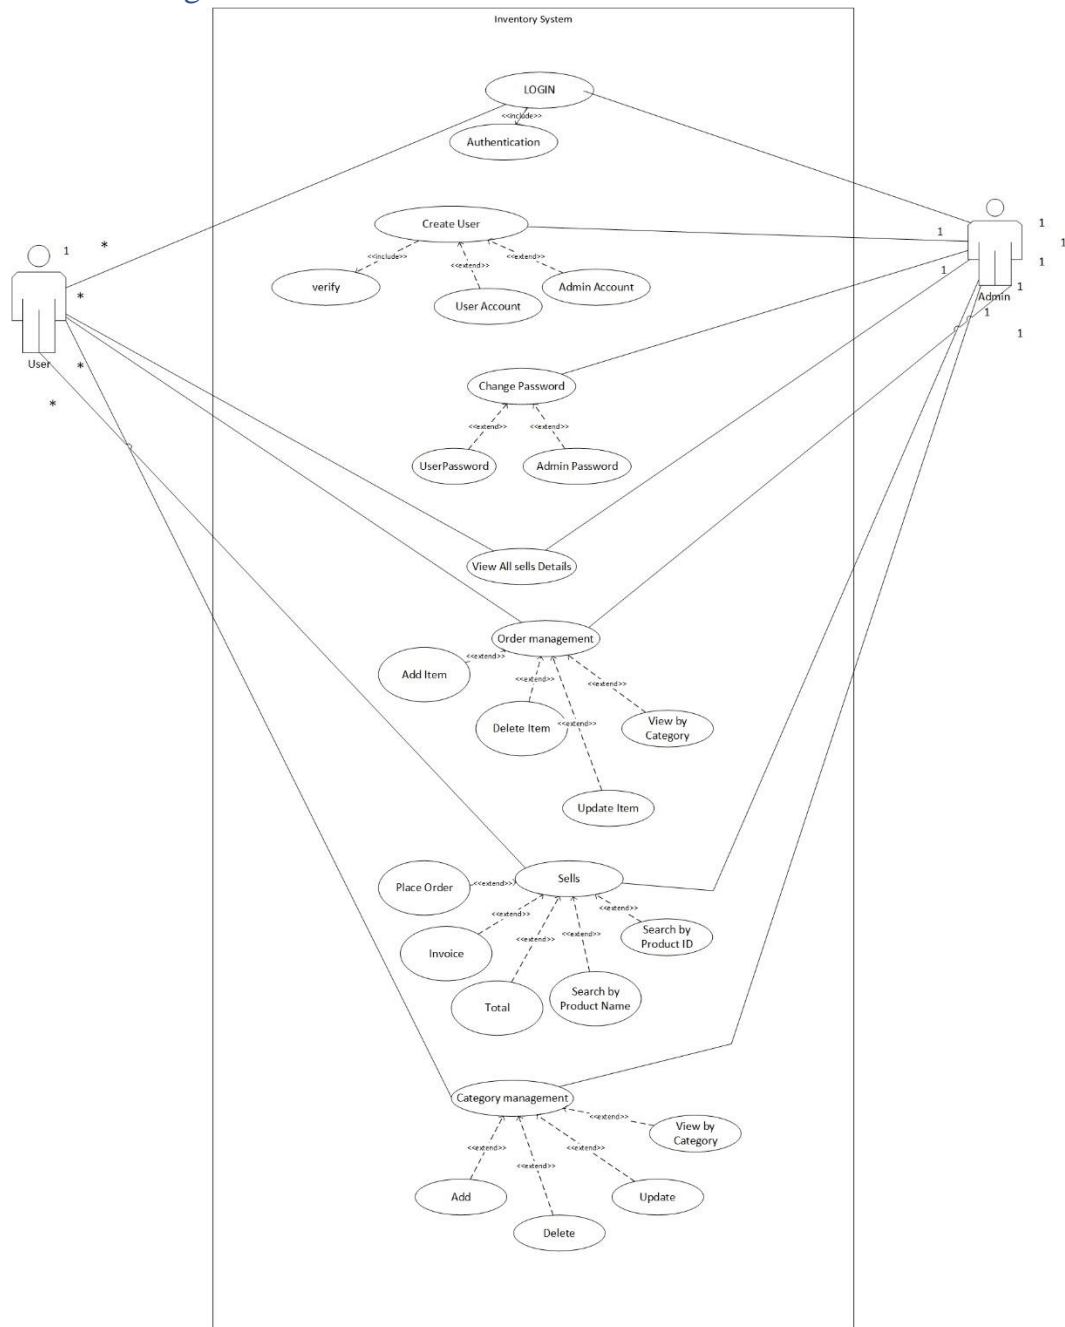 Inventory System
LOGIN
<<include>>
Authentication
Create User
<<include>>
<<extend>>
<<extend>>
verify
User Account
Admin Account
1
*
*
User
*
*
1
1
1
1
1
1
Admin
1
1
1
Change Password
<<extend>>
<<extend>>
UserPassword
Admin Password
View All sells Details
Order management
<<extend>>
Add Item
<<extend>>
<<extend>>
Delete Item
<<extend>>
View by
Category
Update Item
Sells
Place Order
<<extend>>
<<extend>>
<<extend>>
<<extend>>
<<extend>>
Search by
Product ID
Invoice
Total
Search by
Product Name
Category management
<<extend>>
View by
Category
<<extend>>
<<extend>>
<<extend>>
Add
Update
Delete